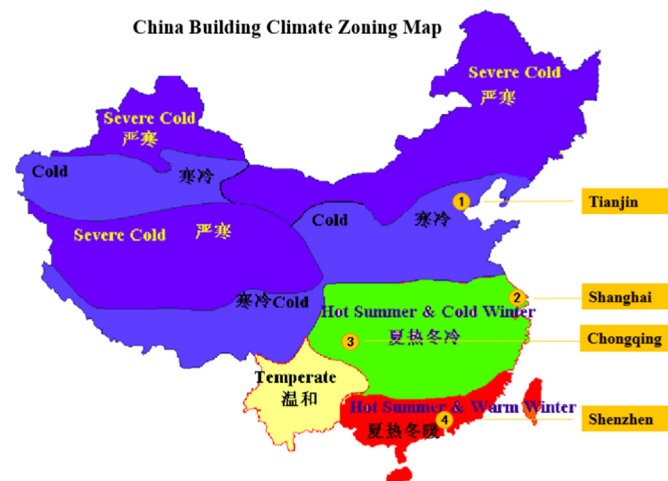 China Building Climate Zoning Map
Severe Cold
严寒
Severe Cold
严寒
Cold
寒冷
1
Tianjin
Cold
寒冷
Severe Cold
严寒
寒冷Cold
2
Shanghai
Hot Summer & Cold Winter
夏热冬冷
3
Chongqing
Temperate
温和
Hot Summer & Warm Winter
夏热冬暖
4
Shenzhen